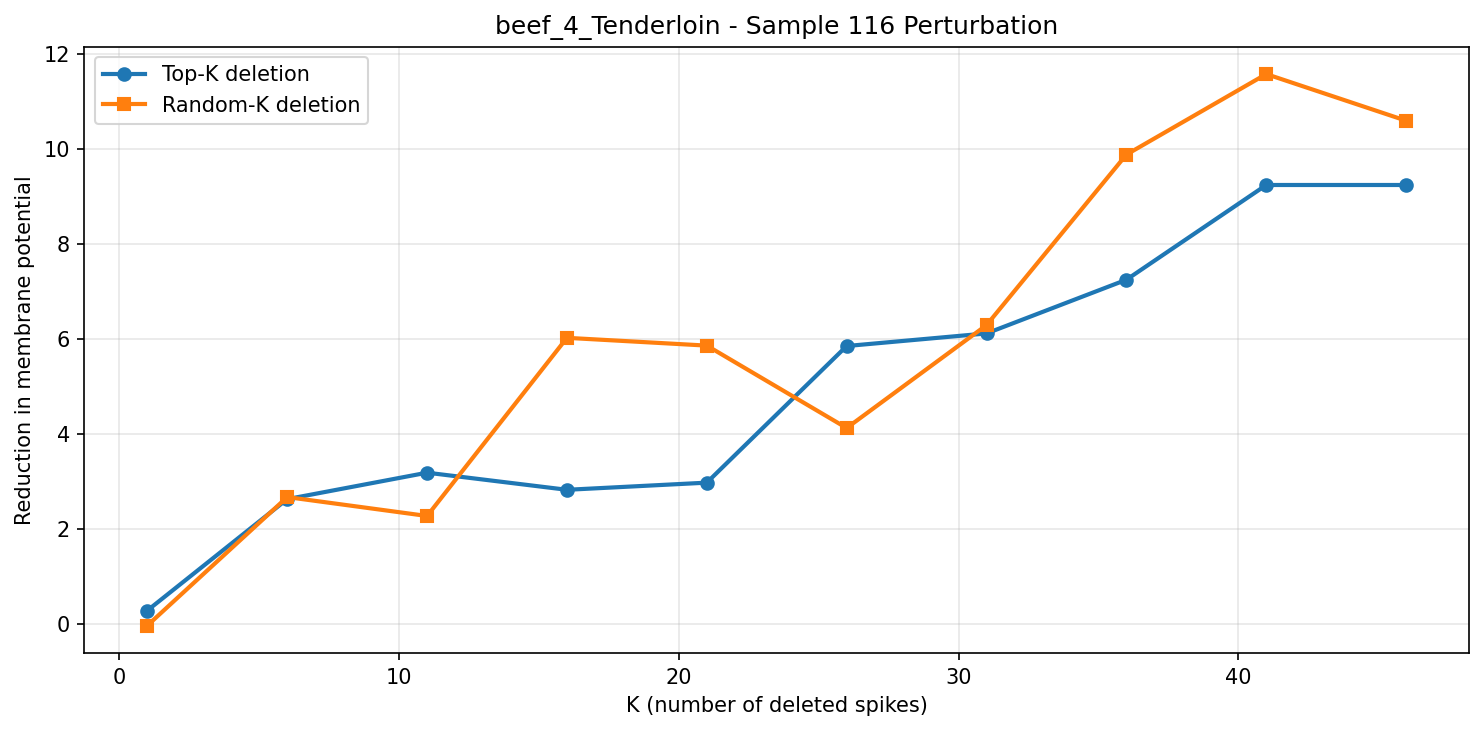 beef_4_Tenderloin - Sample 116 Perturbation
Top-K deletion
Random-K deletion
12
10
8
6
4
2
0
Reduction in membrane potential
0 10 20 30 40
K (number of deleted spikes)